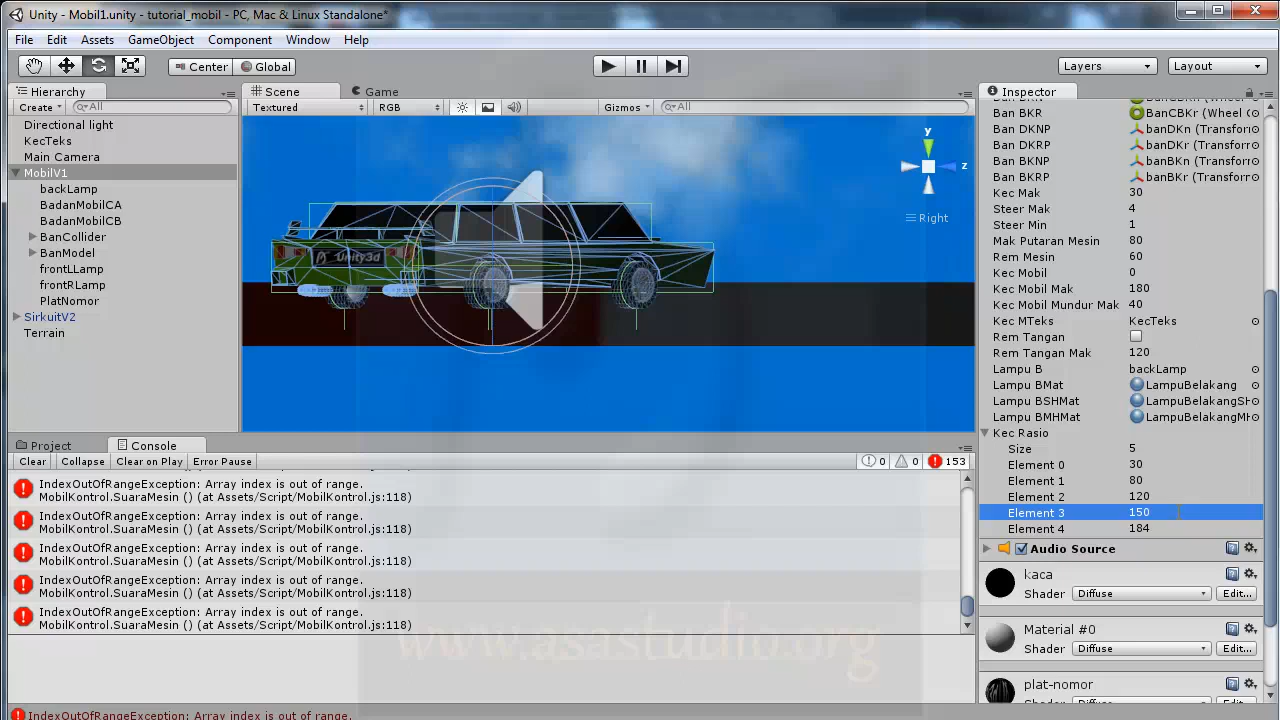 Unity - Mobil1.unity - tutorial_mobil - PC, Mac & Linux Standalone*
File Edit Assets GameObject Component Window Help
Center Global Layers Layout
Hierarchy
Create All
Directional light
KecTeks
Main Camera
MobilV1
backLamp
BadanMobilCA
BadanMobilCB
BanCollider
BanModel
frontLLamp
frontRLamp
PlatNomor
SirkuitV2
Terrain
Scene Game
Textured RGB Gizmos All
y
z
Right
Unity3d
Project Console
Clear Collapse Clear on Play Error Pause 0 0 153
IndexOutOfRangeException: Array index is out of range.
MobilKontrol.SuaraMesin () (at Assets/Script/MobilKontrol.js:118)
IndexOutOfRangeException: Array index is out of range.
MobilKontrol.SuaraMesin () (at Assets/Script/MobilKontrol.js:118)
IndexOutOfRangeException: Array index is out of range.
MobilKontrol.SuaraMesin () (at Assets/Script/MobilKontrol.js:118)
IndexOutOfRangeException: Array index is out of range.
MobilKontrol.SuaraMesin () (at Assets/Script/MobilKontrol.js:118)
IndexOutOfRangeException: Array index is out of range.
MobilKontrol.SuaraMesin () (at Assets/Script/MobilKontrol.js:118)
www.asastudio.org
IndexOutOfRangeException: Array index is out of range.
Inspector
Ban BKR BanCBKr (Wheel Co
Ban DKNP banDKn (Transform
Ban DKRP banDKr (Transform
Ban BKNP banBKn (Transform
Ban BKRP banBKr (Transform
Kec Mak 30
Steer Mak 4
Steer Min 1
Mak Putaran Mesin 80
Rem Mesin 60
Kec Mobil 0
Kec Mobil Mak 180
Kec Mobil Mundur Mak 40
Kec MTeks KecTeks
Rem Tangan
Rem Tangan Mak 120
Lampu B backLamp
Lampu BMat LampuBelakang
Lampu BSHMat LampuBelakangSH
Lampu BMHMat LampuBelakangMH
Kec Rasio
Size 5
Element 0 30
Element 1 80
Element 2 120
Element 3 150
Element 4 184
Audio Source
kaca
Shader Diffuse Edit...
Material #0
Shader Diffuse Edit...
plat-nomor